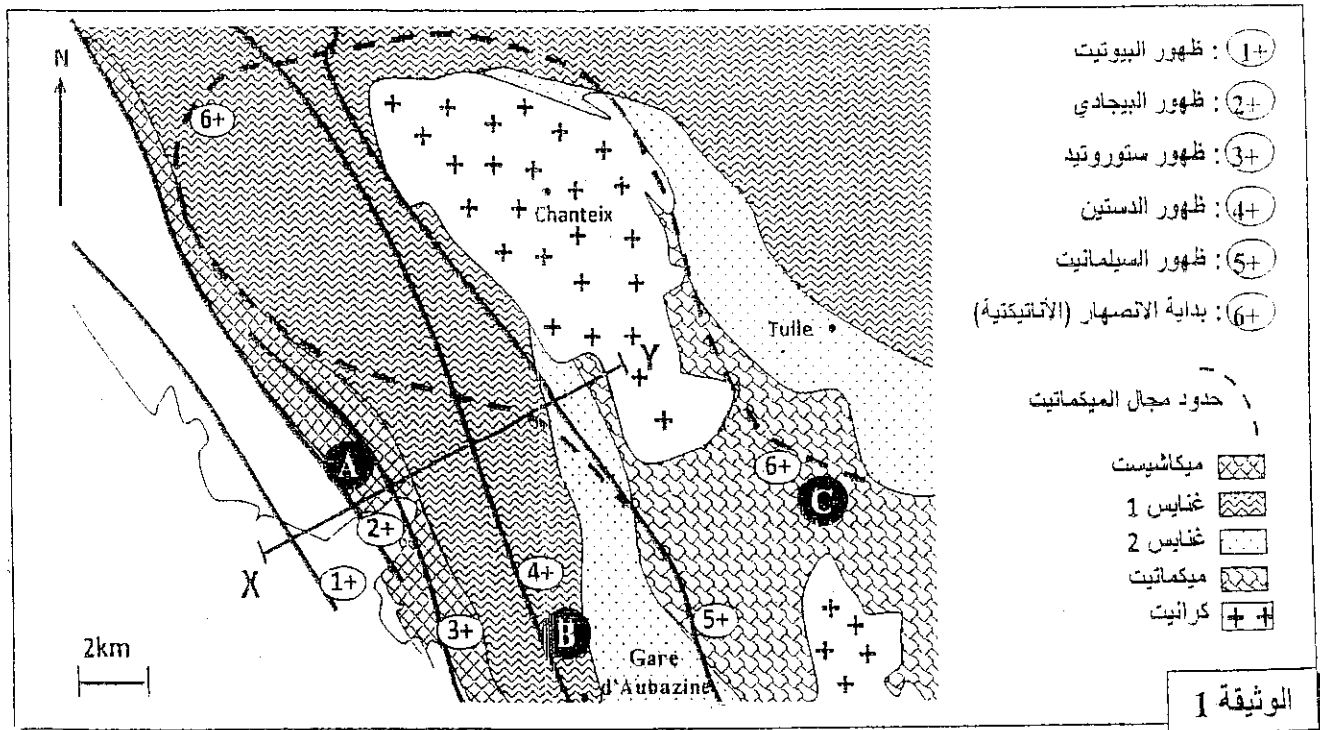 N
6+
Chanteix
Tulle
Y
A
6+
C
2+
X
1+
4+
3+
B
5+
2km
Gare
d'Aubazine
1+ : ظهور البيوتيت
2+ : ظهور البيجادي
3+ : ظهور ستوروتيد
4+ : ظهور الدستين
5+ : ظهور السيلمانيت
6+ : بداية الانصهار (الأناتيكتية)
حدود مجال الميكماتيت
ميكاشيست
غنايس 1
غنايس 2
ميكماتيت
كرانيت
الوثيقة 1